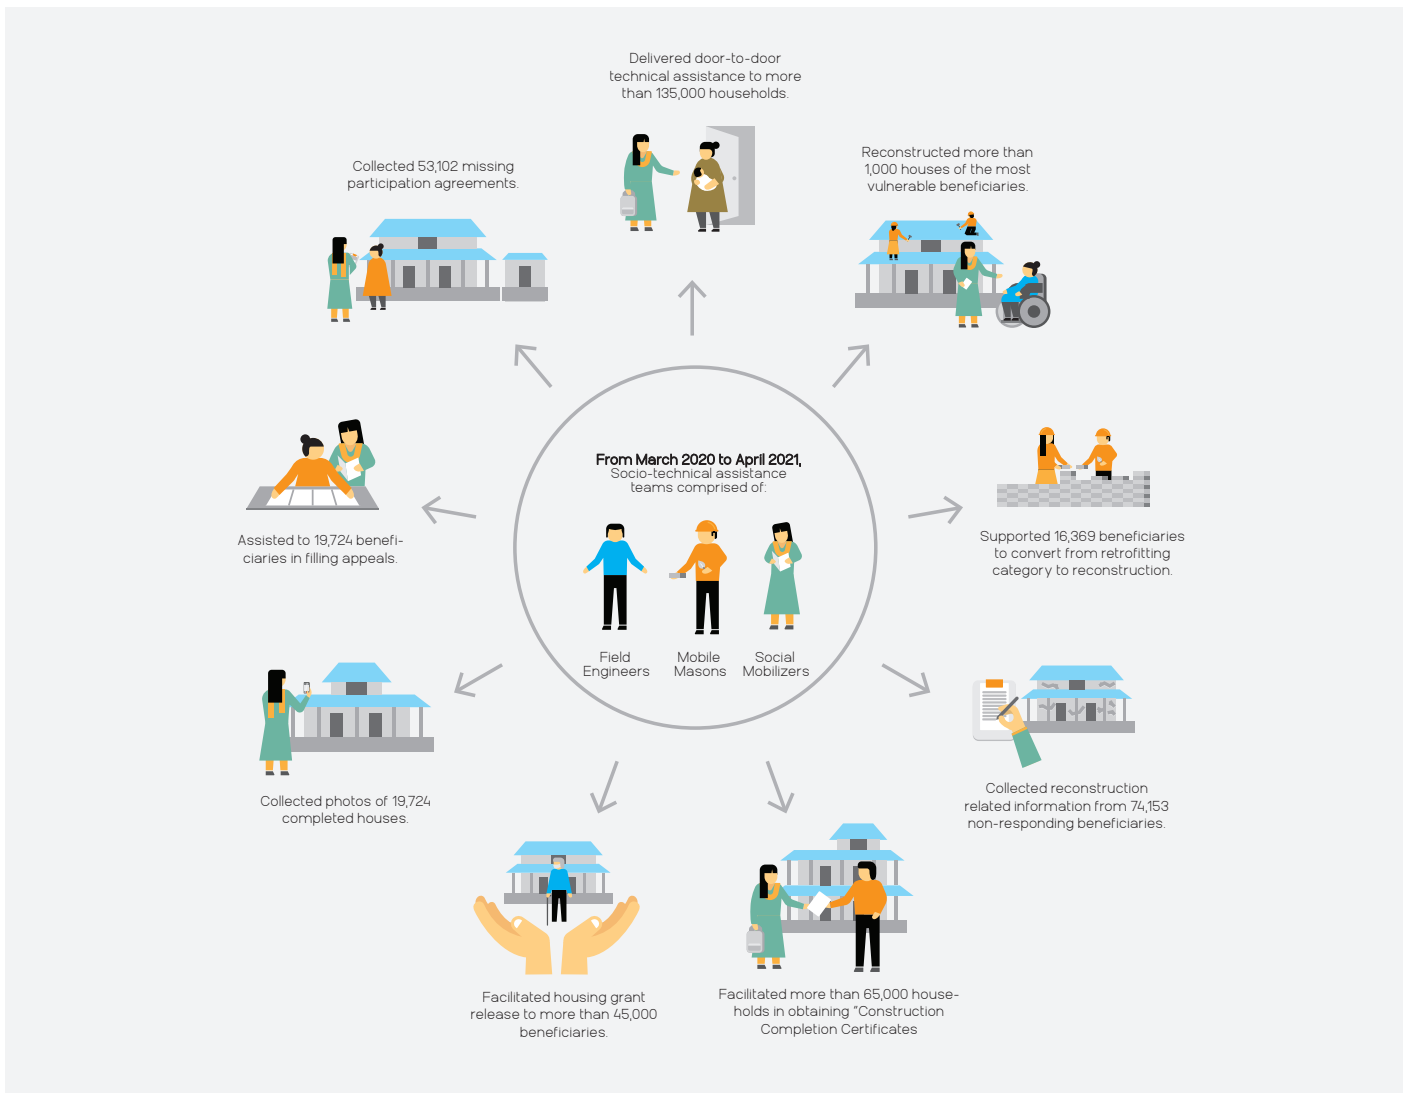 Delivered door-to-door
technical assistance to more
than 135,000 households.
Collected 53,102 missing
participation agreements.
Reconstructed more than
1,000 houses of the most
vulnerable beneficiaries.
From March 2020 to April 2021,
Socio-technical assistance
teams comprised of:
Field
Engineers
Mobile
Masons
Social
Mobilizers
Assisted to 19,724 benefi-
ciaries in filling appeals.
Supported 16,369 beneficiaries
to convert from retrofitting
category to reconstruction.
Collected photos of 19,724
completed houses.
Collected reconstruction
related information from 74,153
non-responding beneficiaries.
Facilitated housing grant
release to more than 45,000
beneficiaries.
Facilitated more than 65,000 house-
holds in obtaining “Construction
Completion Certificates